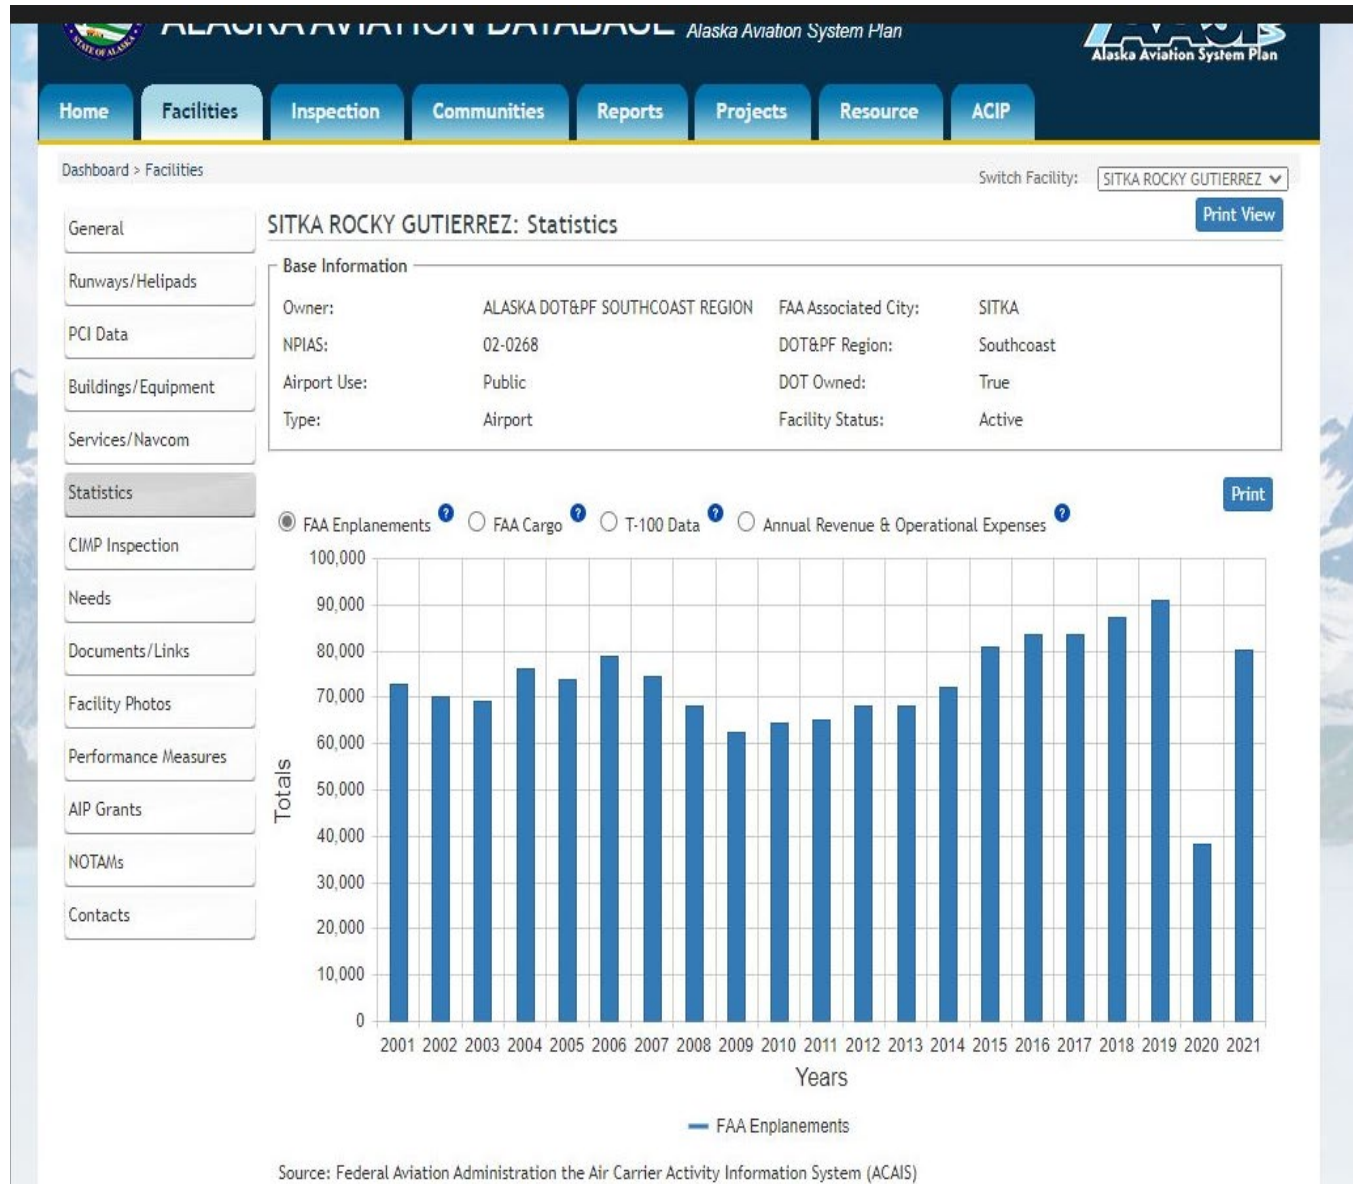 STATE OF ALASKA
ALASKA AVIATION DATABASE Alaska Aviation System Plan
Alaska Aviation System Plan
Home Facilities Inspection Communities Reports Projects Resource ACIP
Dashboard > Facilities
Switch Facility: SITKA ROCKY GUTIERREZ
Print View
General
Runways/Helipads
PCI Data
Buildings/Equipment
Services/Navcom
Statistics
CIMP Inspection
Needs
Documents/Links
Facility Photos
Performance Measures
AIP Grants
NOTAMs
Contacts
SITKA ROCKY GUTIERREZ: Statistics
Base Information
Owner: ALASKA DOT&PF SOUTHCOAST REGION FAA Associated City: SITKA
NPIAS: 02-0268 DOT&PF Region: Southcoast
Airport Use: Public DOT Owned: True
Type: Airport Facility Status: Active
Print
FAA Enplanements ? FAA Cargo ? T-100 Data ? Annual Revenue & Operational Expenses ?
100,000
90,000
80,000
70,000
60,000
50,000
40,000
30,000
20,000
10,000
0
Totals
2001 2002 2003 2004 2005 2006 2007 2008 2009 2010 2011 2012 2013 2014 2015 2016 2017 2018 2019 2020 2021
Years
FAA Enplanements
Source: Federal Aviation Administration the Air Carrier Activity Information System (ACAIS)